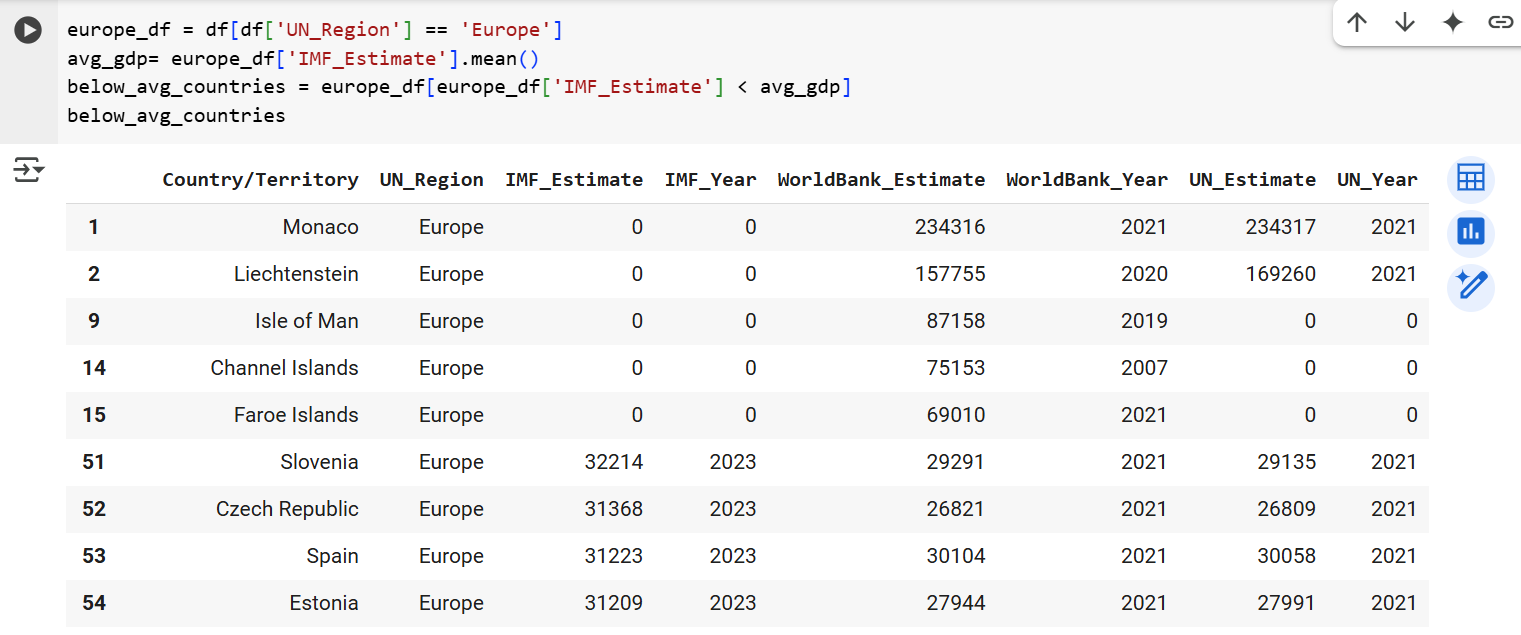 europe_df = df[df['UN_Region'] == 'Europe']
avg_gdp= europe_df['IMF_Estimate'].mean()
below_avg_countries = europe_df[europe_df['IMF_Estimate'] < avg_gdp]
below_avg_countries
Country/Territory UN_Region IMF_Estimate IMF_Year WorldBank_Estimate WorldBank_Year UN_Estimate UN_Year
1 Monaco Europe 0 0 234316 2021 234317 2021
2 Liechtenstein Europe 0 0 157755 2020 169260 2021
9 Isle of Man Europe 0 0 87158 2019 0 0
14 Channel Islands Europe 0 0 75153 2007 0 0
15 Faroe Islands Europe 0 0 69010 2021 0 0
51 Slovenia Europe 32214 2023 29291 2021 29135 2021
52 Czech Republic Europe 31368 2023 26821 2021 26809 2021
53 Spain Europe 31223 2023 30104 2021 30058 2021
54 Estonia Europe 31209 2023 27944 2021 27991 2021